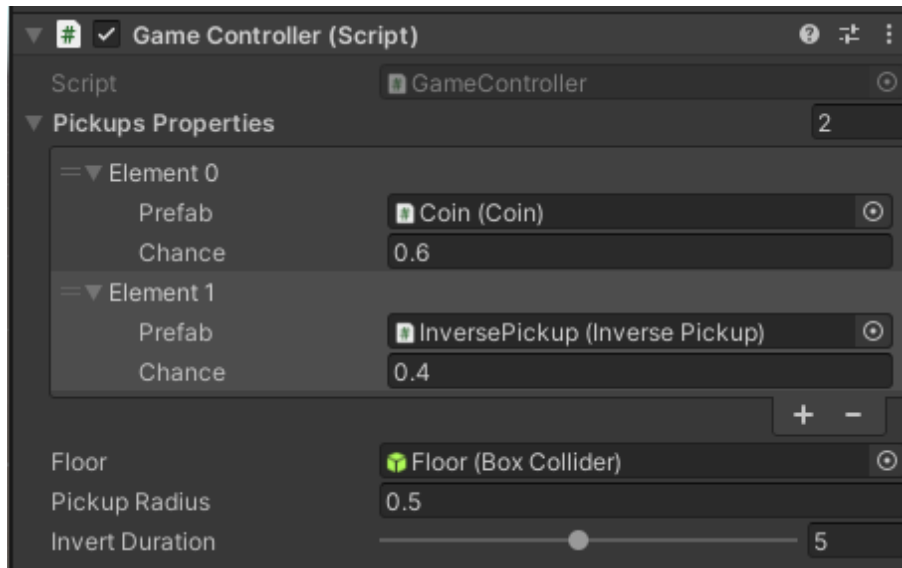 Game Controller (Script)
Script GameController
Pickups Properties 2
Element 0
Prefab Coin (Coin)
Chance 0.6
Element 1
Prefab InversePickup (Inverse Pickup)
Chance 0.4
Floor Floor (Box Collider)
Pickup Radius 0.5
Invert Duration 5